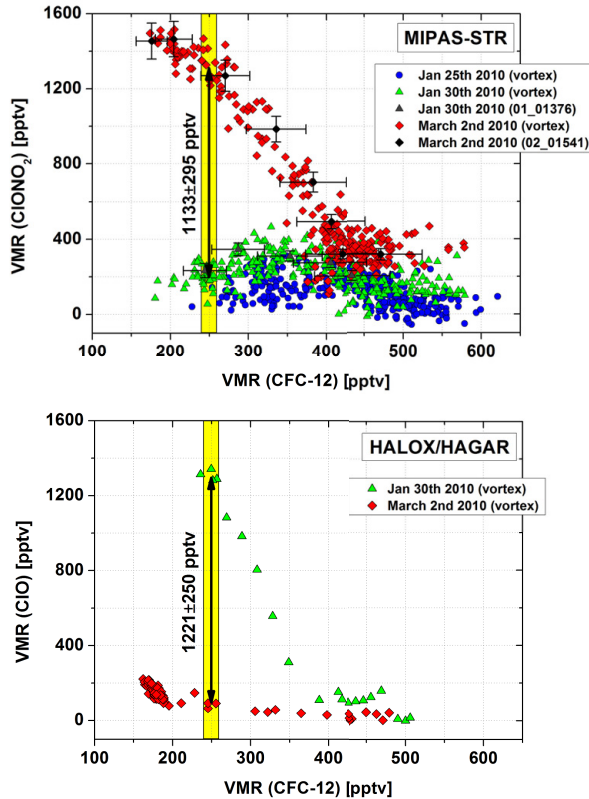 1600
1200
800
400
0
VMR (ClONO2) [pptv]
MIPAS-STR
Jan 25th 2010 (vortex)
Jan 30th 2010 (vortex)
Jan 30th 2010 (01_01376)
March 2nd 2010 (vortex)
March 2nd 2010 (02_01541)
1133±295 pptv
100 200 300 400 500 600
VMR (CFC-12) [pptv]
1600
1200
800
400
0
VMR (ClO) [pptv]
HALOX/HAGAR
Jan 30th 2010 (vortex)
March 2nd 2010 (vortex)
1221±250 pptv
100 200 300 400 500 600
VMR (CFC-12) [pptv]